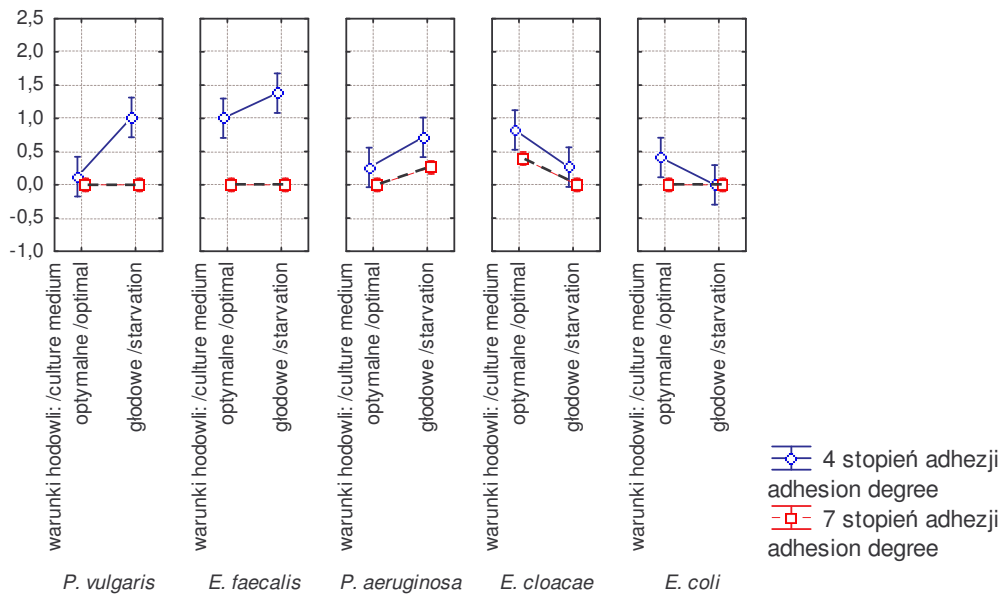 2,5
2,0
1,5
1,0
0,5
0,0
-0,5
-1,0
warunki hodowli: /culture medium
optymalne /optimal
głodowe /starvation
warunki hodowli: /culture medium
optymalne /optimal
głodowe /starvation
warunki hodowli: /culture medium
optymalne /optimal
głodowe /starvation
warunki hodowli: /culture medium
optymalne /optimal
głodowe /starvation
warunki hodowli: /culture medium
optymalne /optimal
głodowe /starvation
P. vulgaris
E. faecalis
P. aeruginosa
E. cloacae
E. coli
4 stopień adhezji
adhesion degree
7 stopień adhezji
adhesion degree